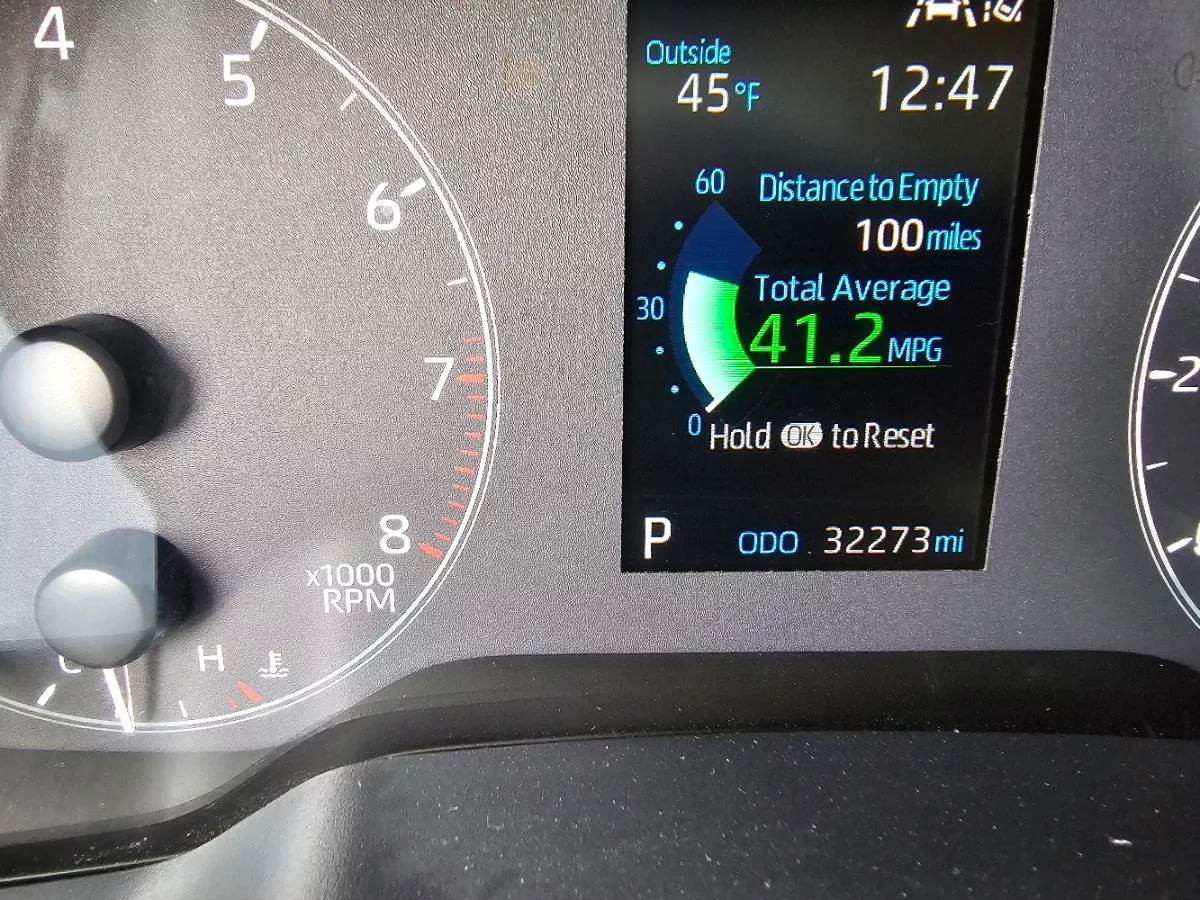 4
5
6
7
8
x1000
RPM
H
Outside
45°F 12:47
60
Distance to Empty
100 miles
30
Total Average
41.2 MPG
0
Hold OK to Reset
P ODO 32273 mi
2